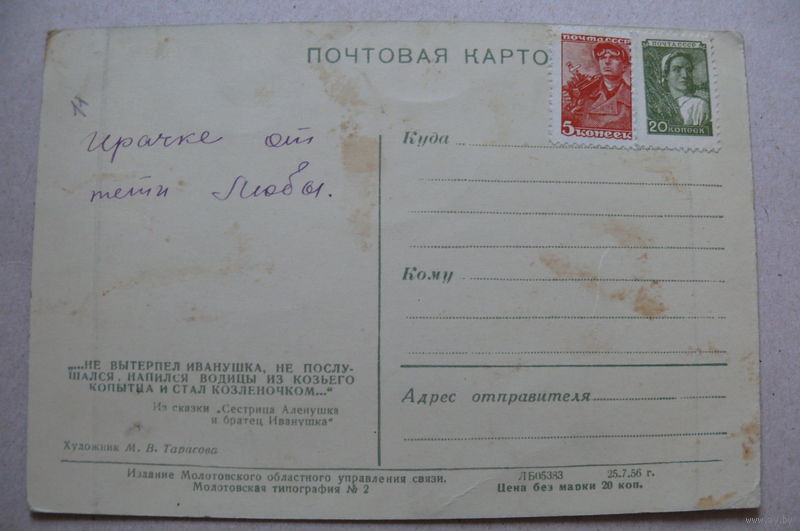 ПОЧТОВАЯ КАРТО
ПОЧТА СССР
5 КОПЕЕК
ПОЧТА СССР
20 КОПЕЕК
11
Ирочке от
тети Любы.
Куда
Кому
Адрес отправителя
„...НЕ ВЫТЕРПЕЛ ИВАНУШКА, НЕ ПОСЛУ-
ШАЛСЯ, НАПИЛСЯ ВОДИЦЫ ИЗ КОЗЬЕГО
КОПЫТЦА И СТАЛ КОЗЛЕНОЧКОМ..."
Из сказки „Сестрица Аленушка
и братец Иванушка"
Художник М. В. Тарасова
Издание Молотовского областного управления связи.
Молотовская типография № 2
ЛБ05383 25.7.56 г.
Цена без марки 20 коп.